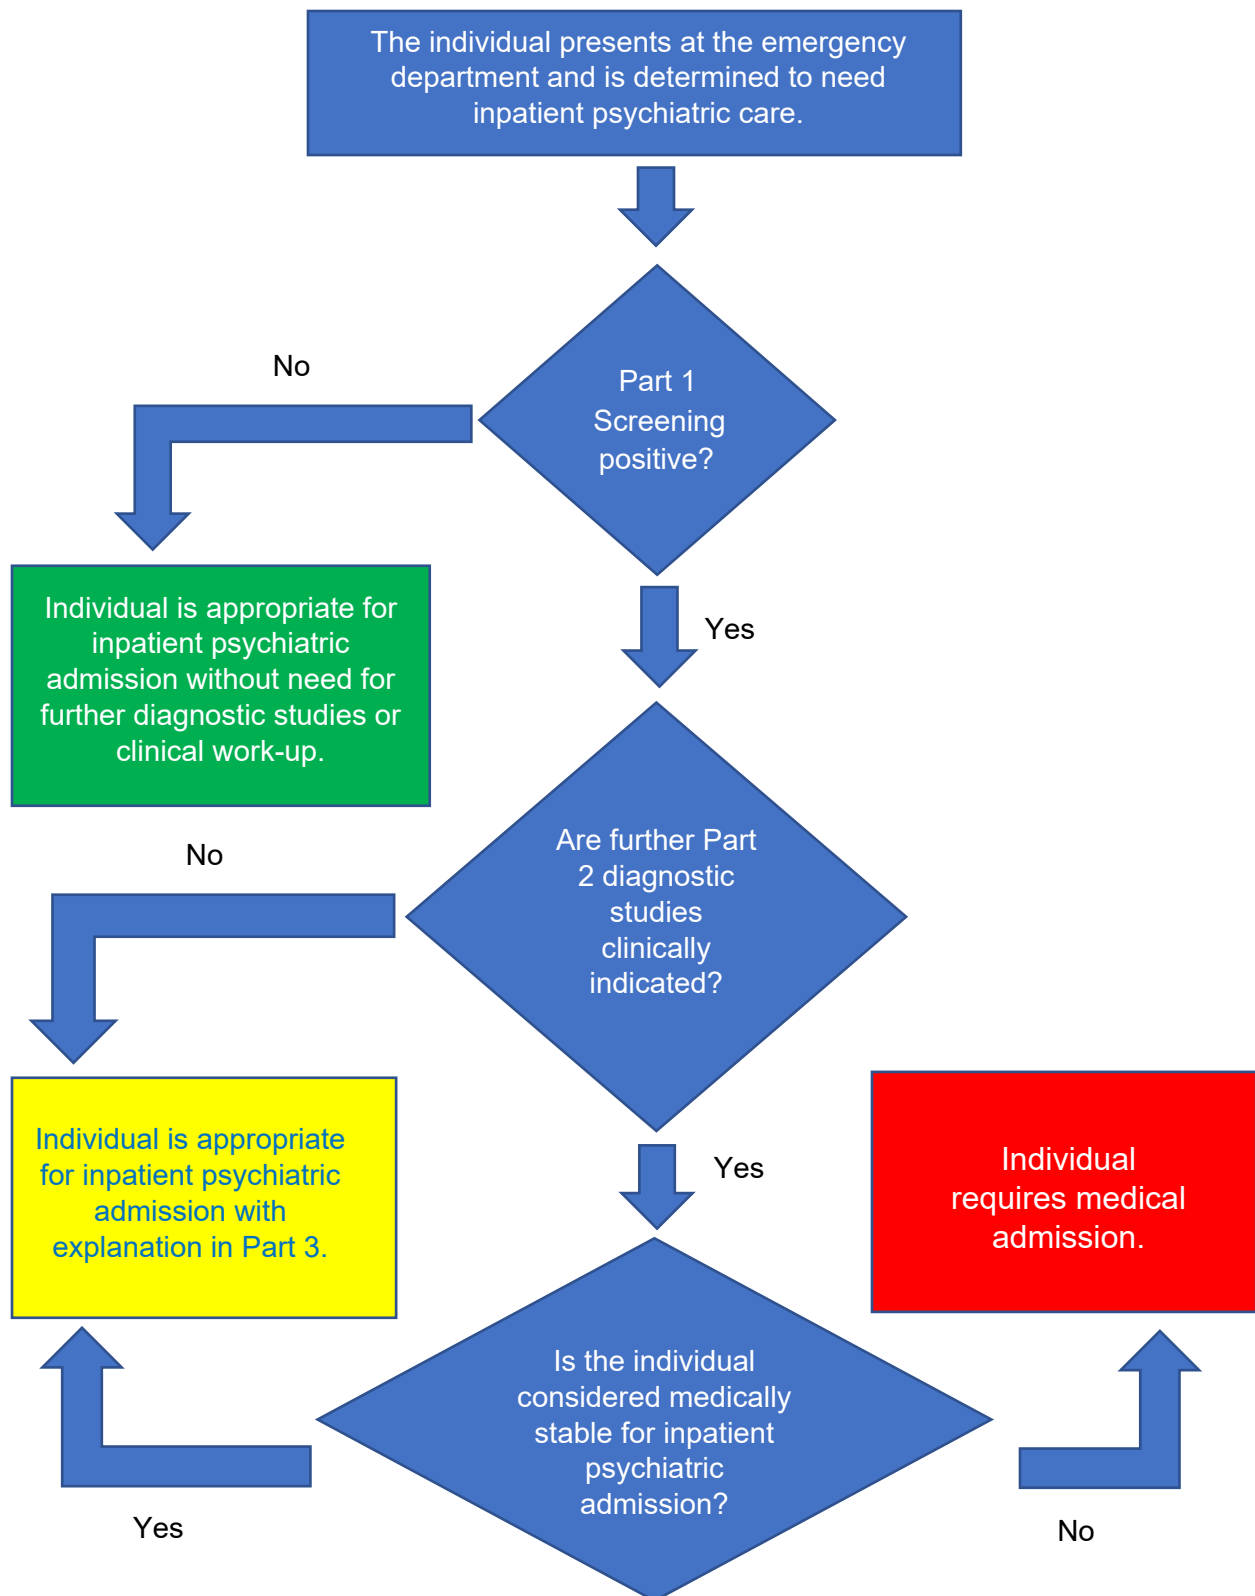 The individual presents at the emergency
department and is determined to need
inpatient psychiatric care.
No
Part 1
Screening
positive?
Individual is appropriate for
inpatient psychiatric
admission without need for
further diagnostic studies or
clinical work-up.
Yes
No
Are further Part
2 diagnostic
studies
clinically
indicated?
Individual is appropriate
for inpatient psychiatric
admission with
explanation in Part 3.
Yes
Individual
requires medical
admission.
Is the individual
considered medically
stable for inpatient
psychiatric
admission?
Yes
No